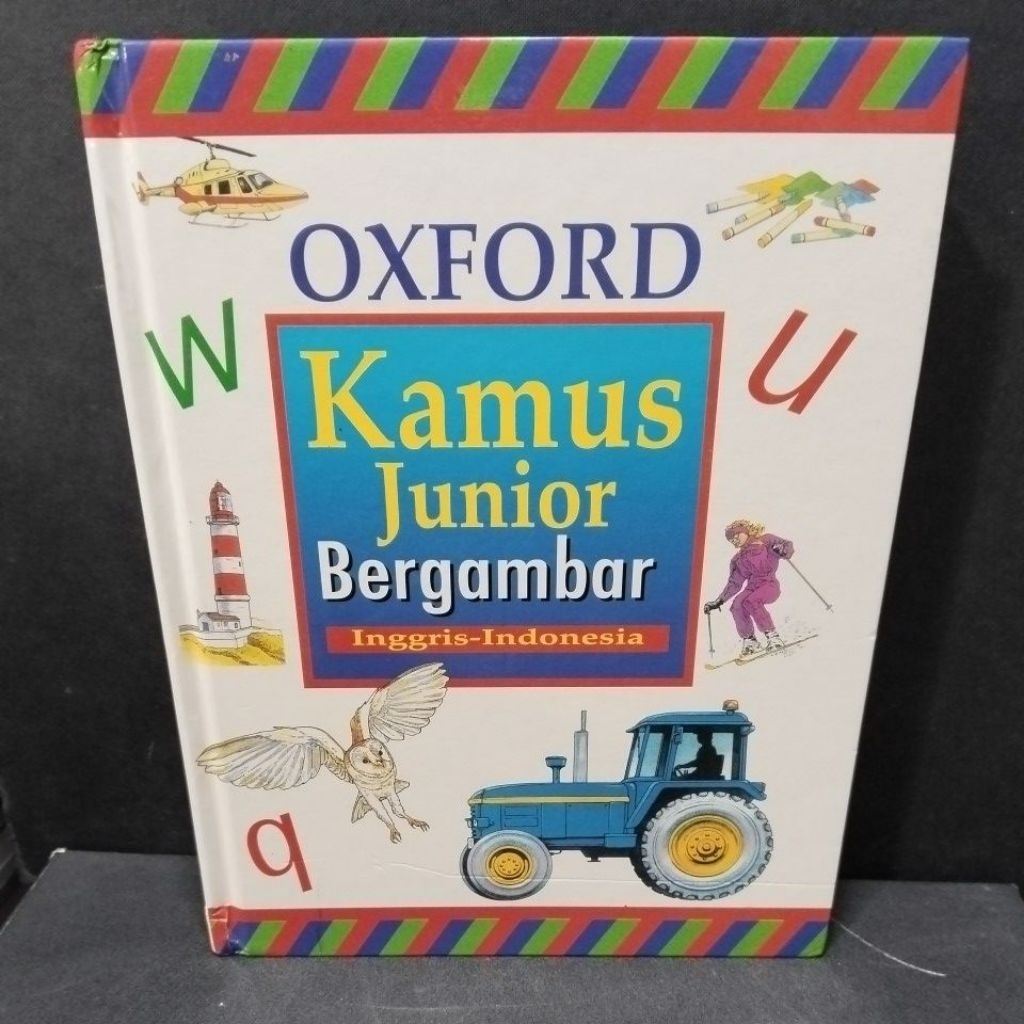 OXFORD
w
u
Kamus
Junior
Bergambar
Inggris-Indonesia
q